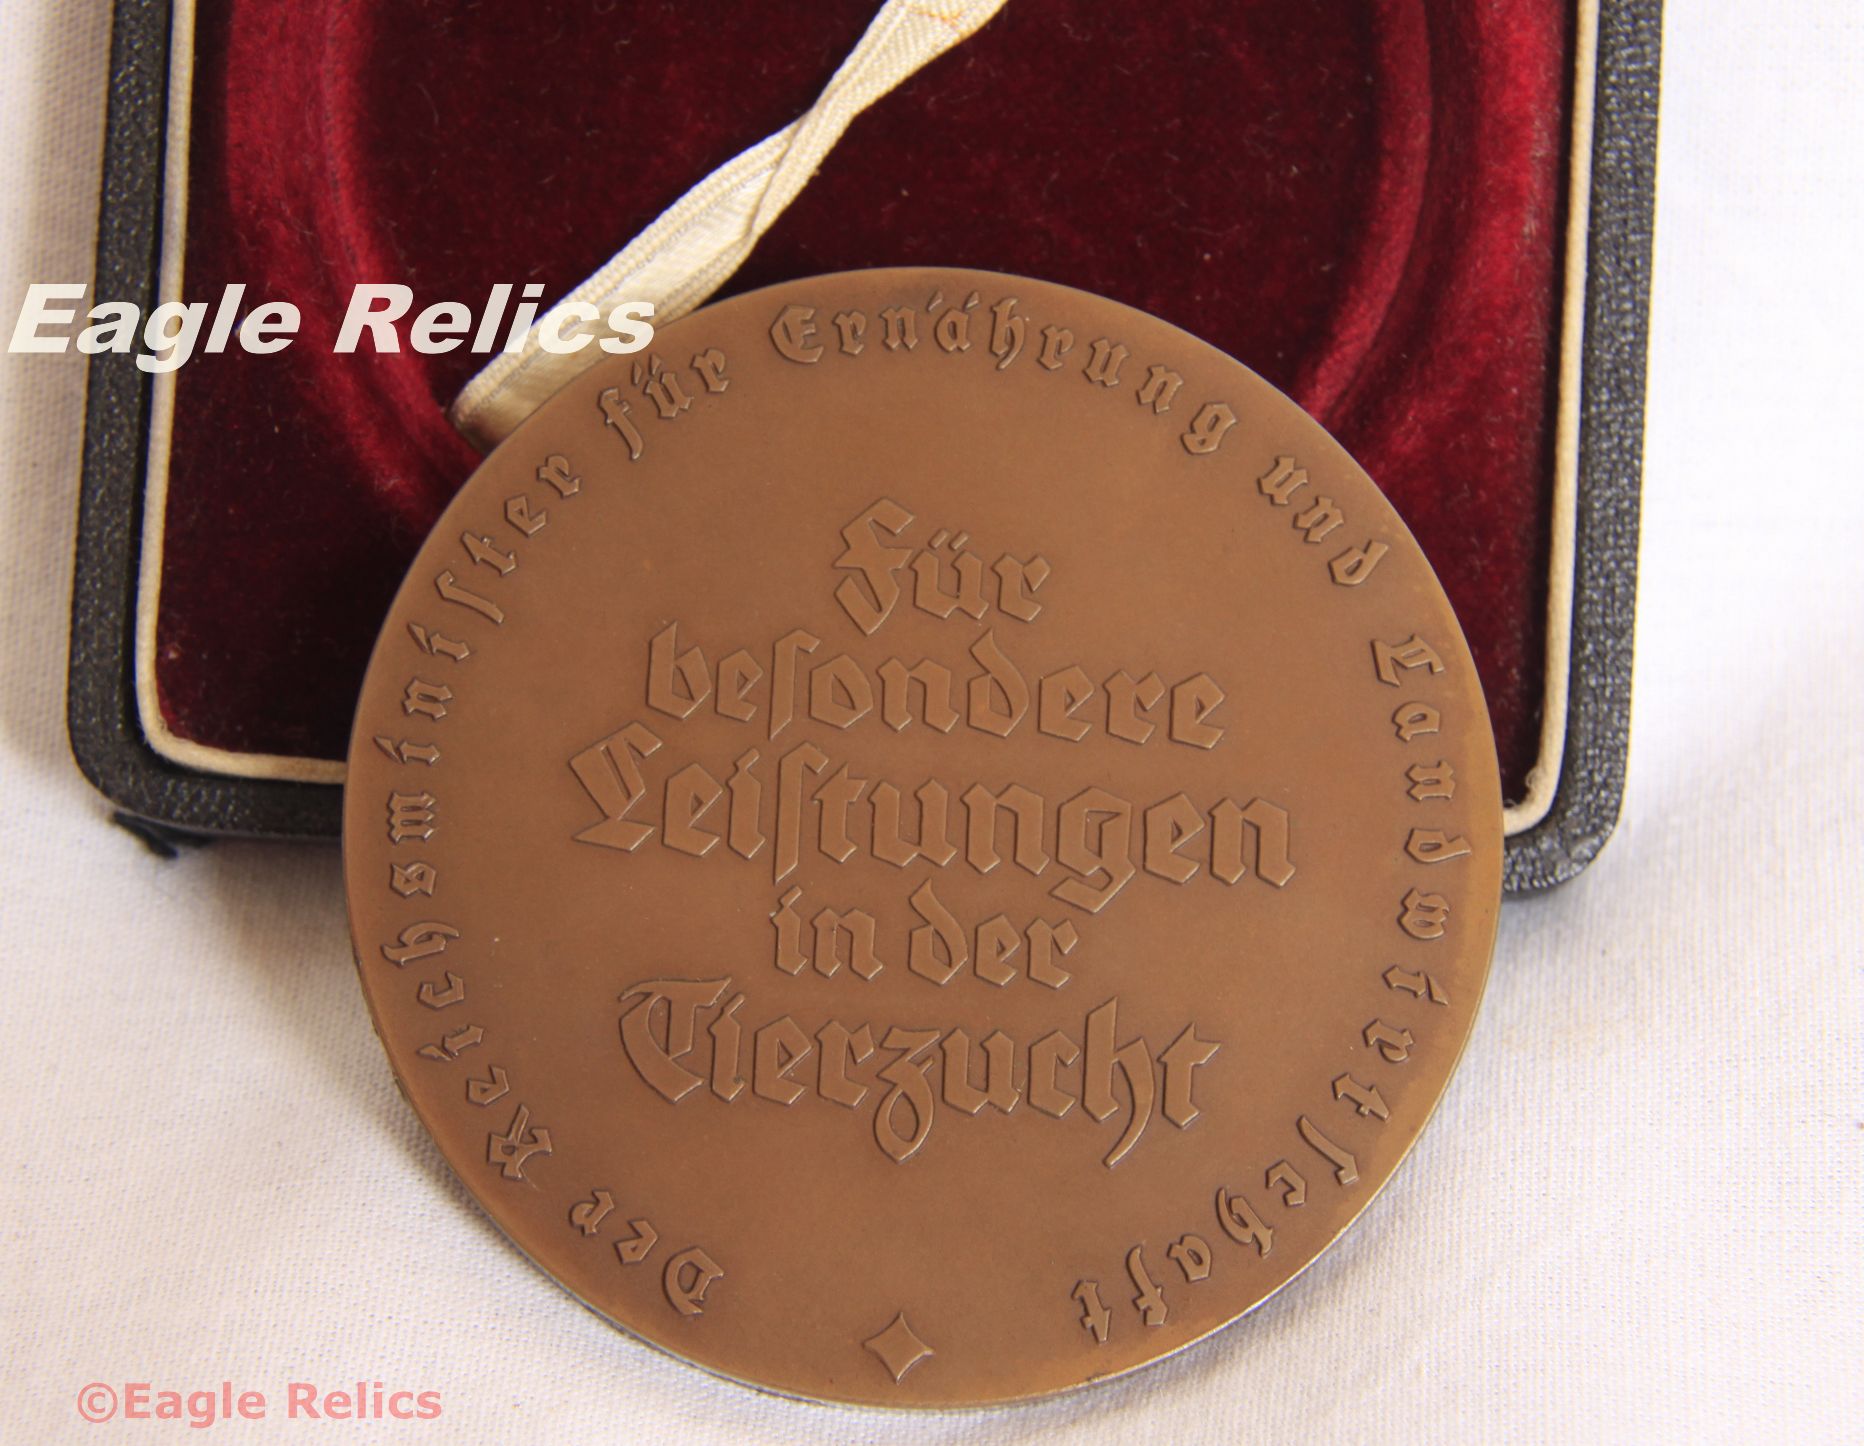 Eagle Relics
Der Reichsminister für Ernährung und Landwirtschaft
Für
besondere
Leistungen
in der
Tierzucht
©Eagle Relics